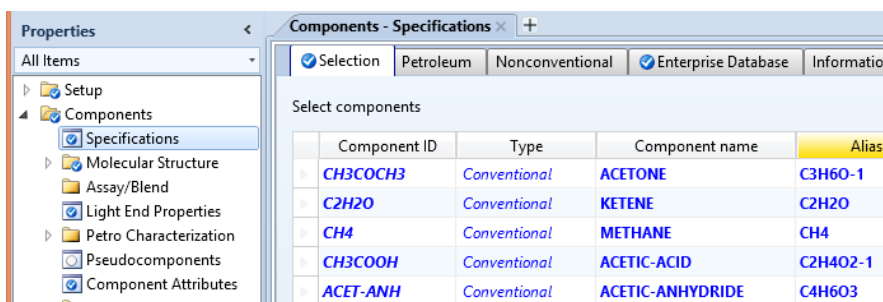 Properties
All Items
Setup
Components
Specifications
Molecular Structure
Assay/Blend
Light End Properties
Petro Characterization
Pseudocomponents
Component Attributes
Components - Specifications × +
Selection Petroleum Nonconventional Enterprise Database
Select components
Component ID Type Component name Alias
CH3COCH3 Conventional ACETONE C3H6O-1
C2H2O Conventional KETENE C2H2O
CH4 Conventional METHANE CH4
CH3COOH Conventional ACETIC-ACID C2H4O2-1
ACET-ANH Conventional ACETIC-ANHYDRIDE C4H6O3